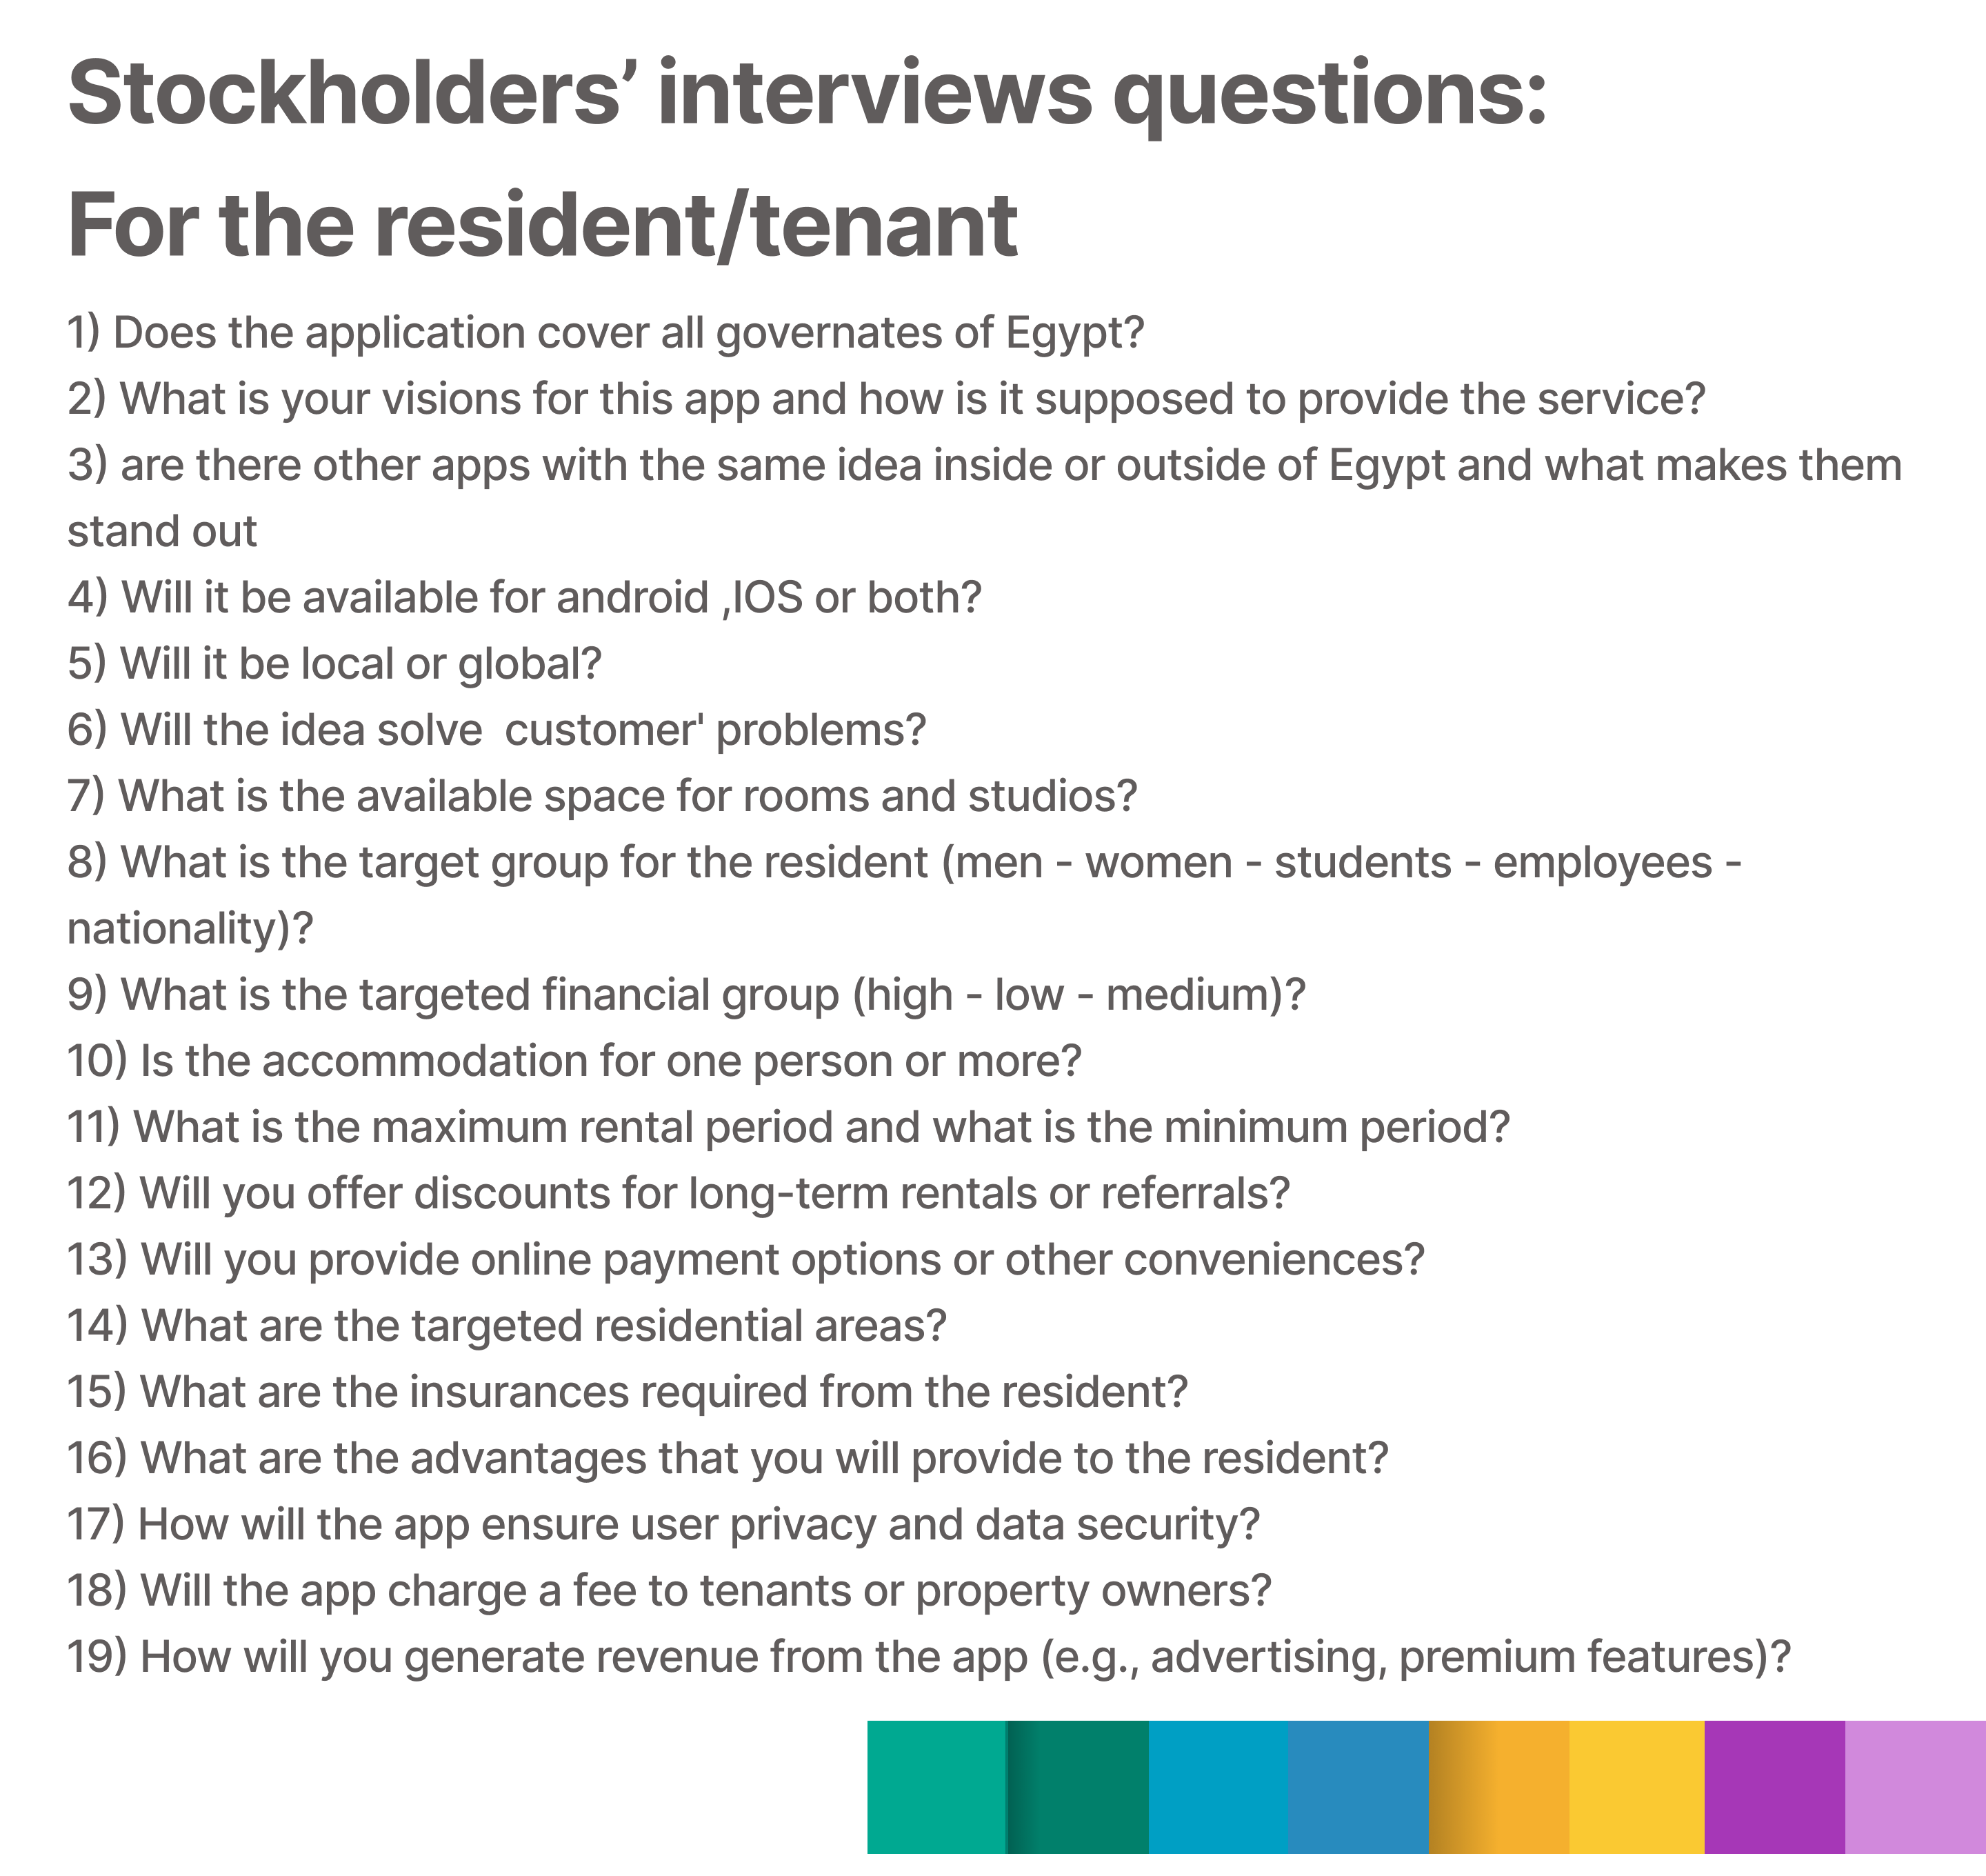 Stockholders’ interviews questions:
For the resident/tenant
1) Does the application cover all governates of Egypt?
2) What is your visions for this app and how is it supposed to provide the service?
3) are there other apps with the same idea inside or outside of Egypt and what makes them
stand out
4) Will it be available for android ,IOS or both?
5) Will it be local or global?
6) Will the idea solve  customer' problems?
7) What is the available space for rooms and studios?
8) What is the target group for the resident (men - women - students - employees -
nationality)?
9) What is the targeted financial group (high - low - medium)?
10) Is the accommodation for one person or more?
11) What is the maximum rental period and what is the minimum period?
12) Will you offer discounts for long-term rentals or referrals?
13) Will you provide online payment options or other conveniences?
14) What are the targeted residential areas?
15) What are the insurances required from the resident?
16) What are the advantages that you will provide to the resident?
17) How will the app ensure user privacy and data security?
18) Will the app charge a fee to tenants or property owners?
19) How will you generate revenue from the app (e.g., advertising, premium features)?